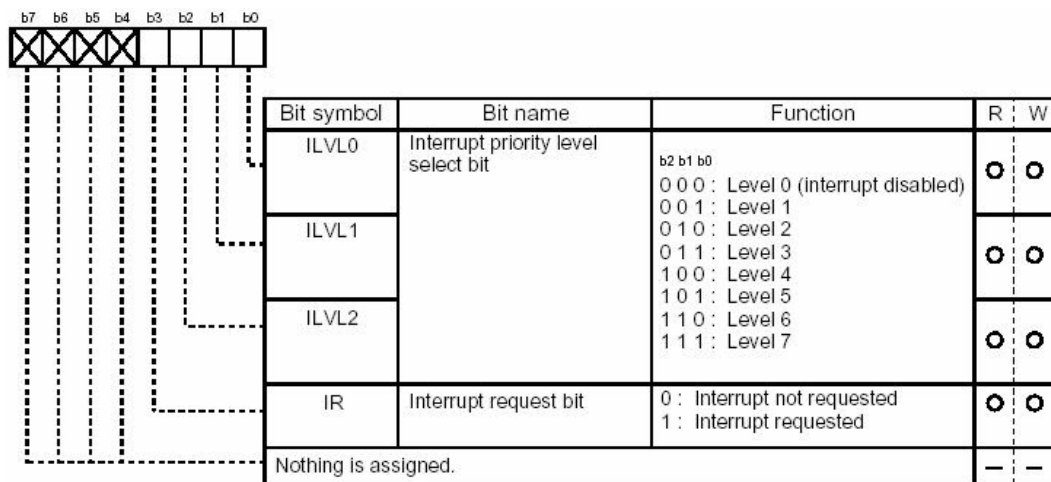 b7 b6 b5 b4 b3 b2 b1 b0
Bit symbol Bit name Function R W
ILVL0 Interrupt priority level
select bit
b2 b1 b0
0 0 0 : Level 0 (interrupt disabled)
0 0 1 : Level 1
ILVL1
0 1 0 : Level 2
0 1 1 : Level 3
1 0 0 : Level 4
1 0 1 : Level 5
ILVL2
1 1 0 : Level 6
1 1 1 : Level 7
IR Interrupt request bit 0 : Interrupt not requested
1 : Interrupt requested
Nothing is assigned. – –